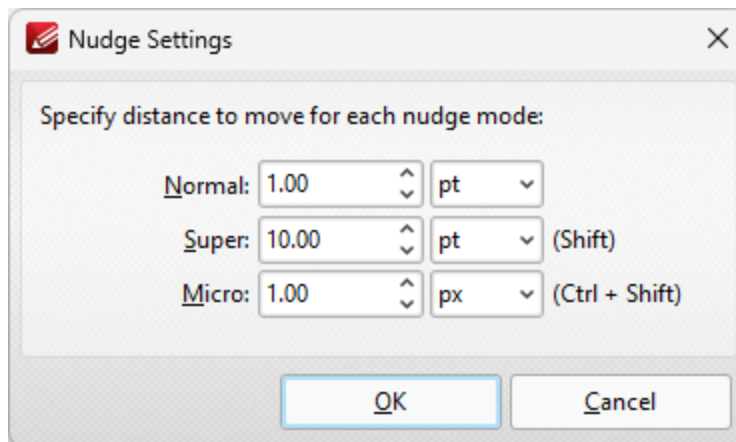 Nudge Settings
Specify distance to move for each nudge mode:
Normal: 1.00 pt
Super: 10.00 pt (Shift)
Micro: 1.00 px (Ctrl + Shift)
OK Cancel